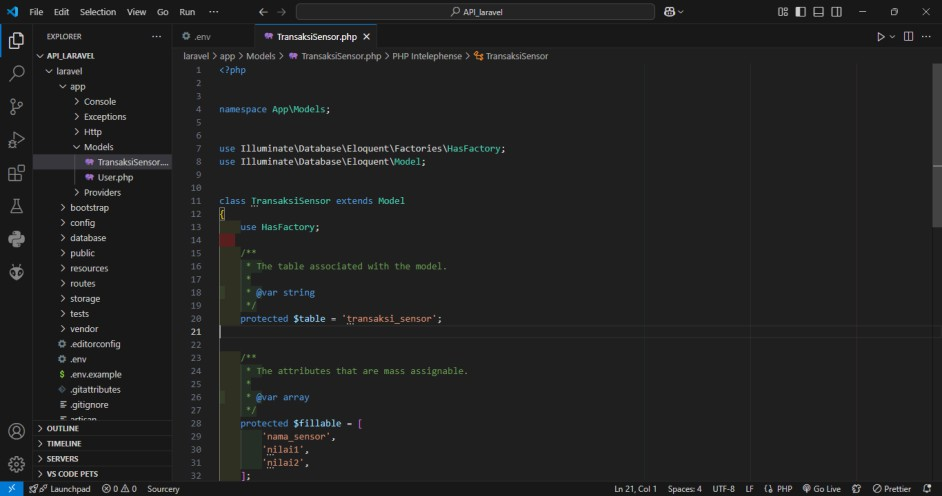 File Edit Selection View Go Run ··· API_laravel
EXPLORER ···
API_LARAVEL
laravel
app
Console
Exceptions
Http
Models
TransaksiSensor....
User.php
Providers
bootstrap
config
database
public
resources
routes
storage
tests
vendor
.editorconfig
.env
.env.example
.gitattributes
.gitignore
artisan
OUTLINE
TIMELINE
SERVERS
VS CODE PETS
.env TransaksiSensor.php
laravel > app > Models > TransaksiSensor.php > PHP Intelephense > TransaksiSensor
1 <?php
2
3
4 namespace App\Models;
5
6
7 use Illuminate\Database\Eloquent\Factories\HasFactory;
8 use Illuminate\Database\Eloquent\Model;
9
10
11 class TransaksiSensor extends Model
12 {
13 use HasFactory;
14
15 /**
16 * The table associated with the model.
17 *
18 * @var string
19 */
20 protected $table = 'transaksi_sensor';
21
22
23 /**
24 * The attributes that are mass assignable.
25 *
26 * @var array
27 */
28 protected $fillable = [
29 'nama_sensor',
30 'nilai1',
31 'nilai2',
32 ];
Launchpad 0 0 Sourcery Ln 21, Col 1 Spaces: 4 UTF-8 LF {} PHP Go Live Prettier